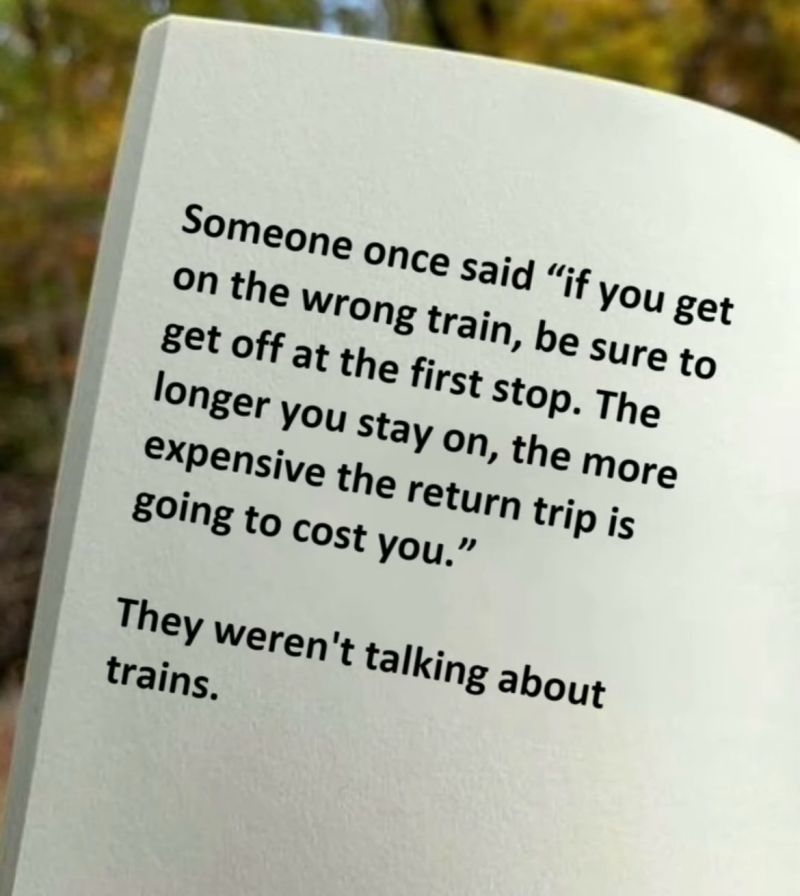 Someone once said “if you get
on the wrong train, be sure to
get off at the first stop. The
longer you stay on, the more
expensive the return trip is
going to cost you.”
They weren't talking about
trains.